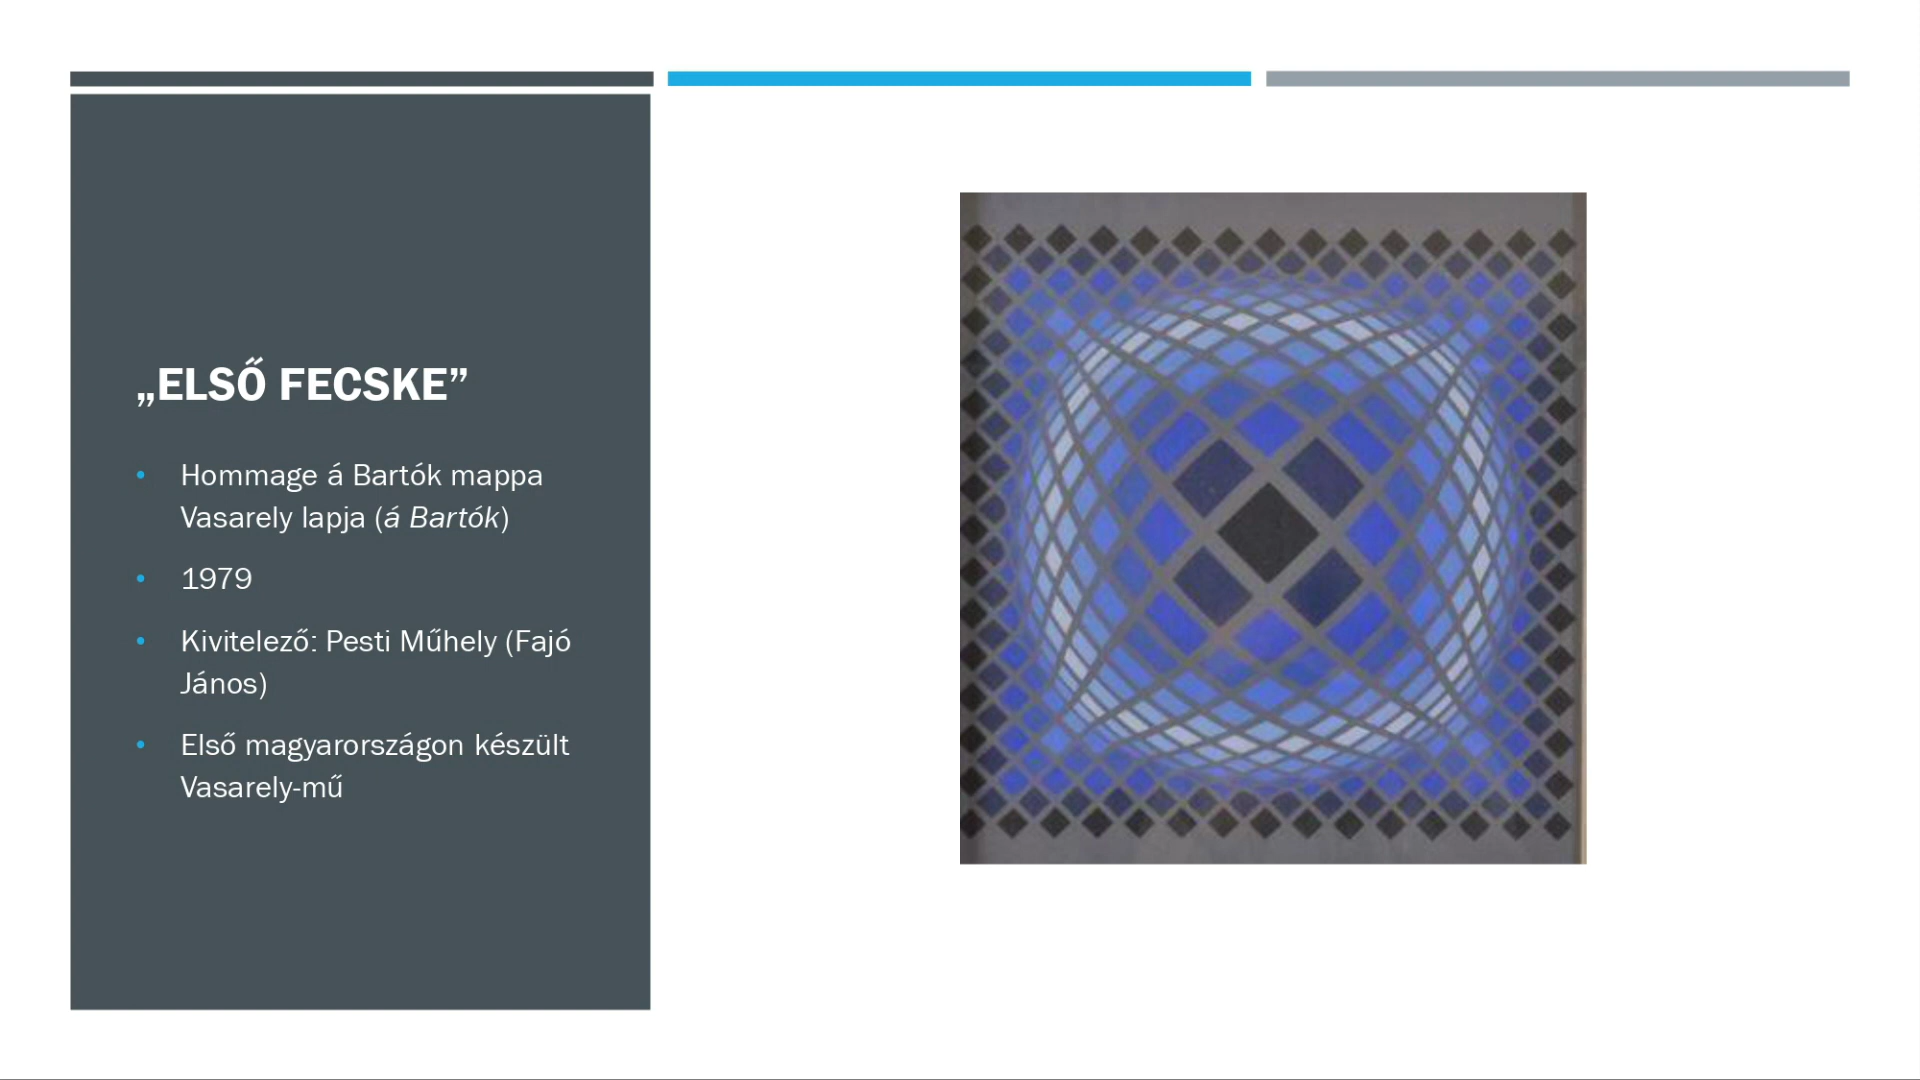 „ELSŐ FECSKE”
• Hommage á Bartók mappa
Vasarely lapja (á Bartók)
• 1979
• Kivitelező: Pesti Műhely (Fajó
János)
• Első magyarországon készült
Vasarely-mű